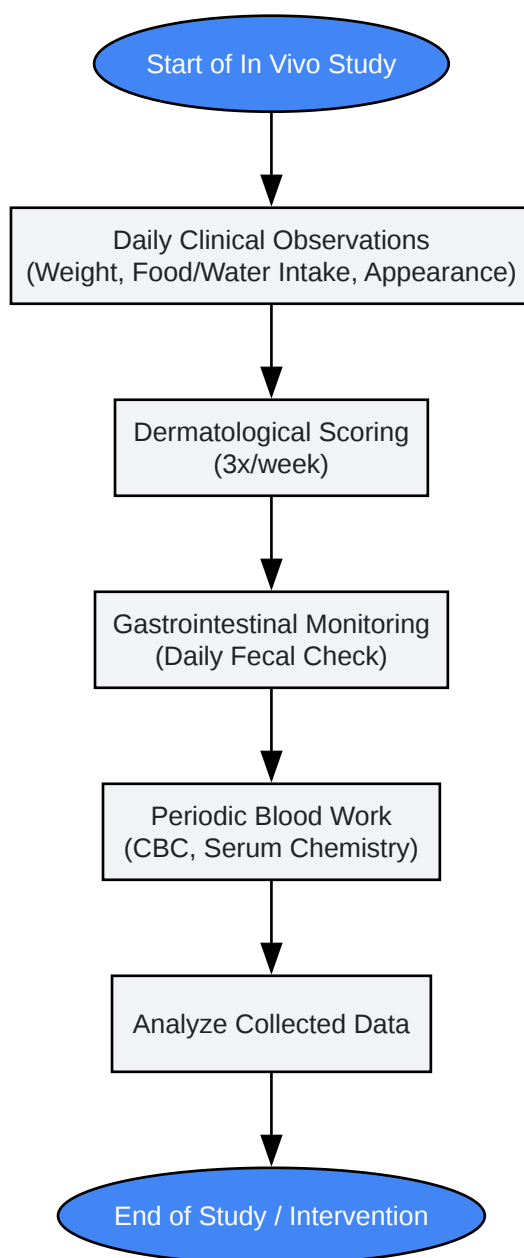 Start of In Vivo Study
Daily Clinical Observations
(Weight, Food/Water Intake, Appearance)
Dermatological Scoring
(3x/week)
Gastrointestinal Monitoring
(Daily Fecal Check)
Periodic Blood Work
(CBC, Serum Chemistry)
Analyze Collected Data
End of Study / Intervention